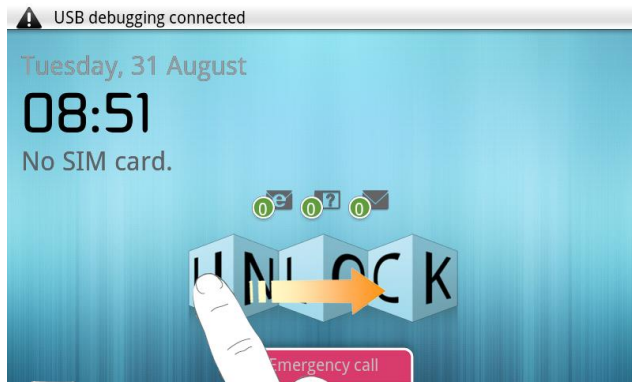 USB debugging connected
Tuesday, 31 August
08:51
No SIM card.
0 e 0 ? 0
UNLOCK
Emergency call